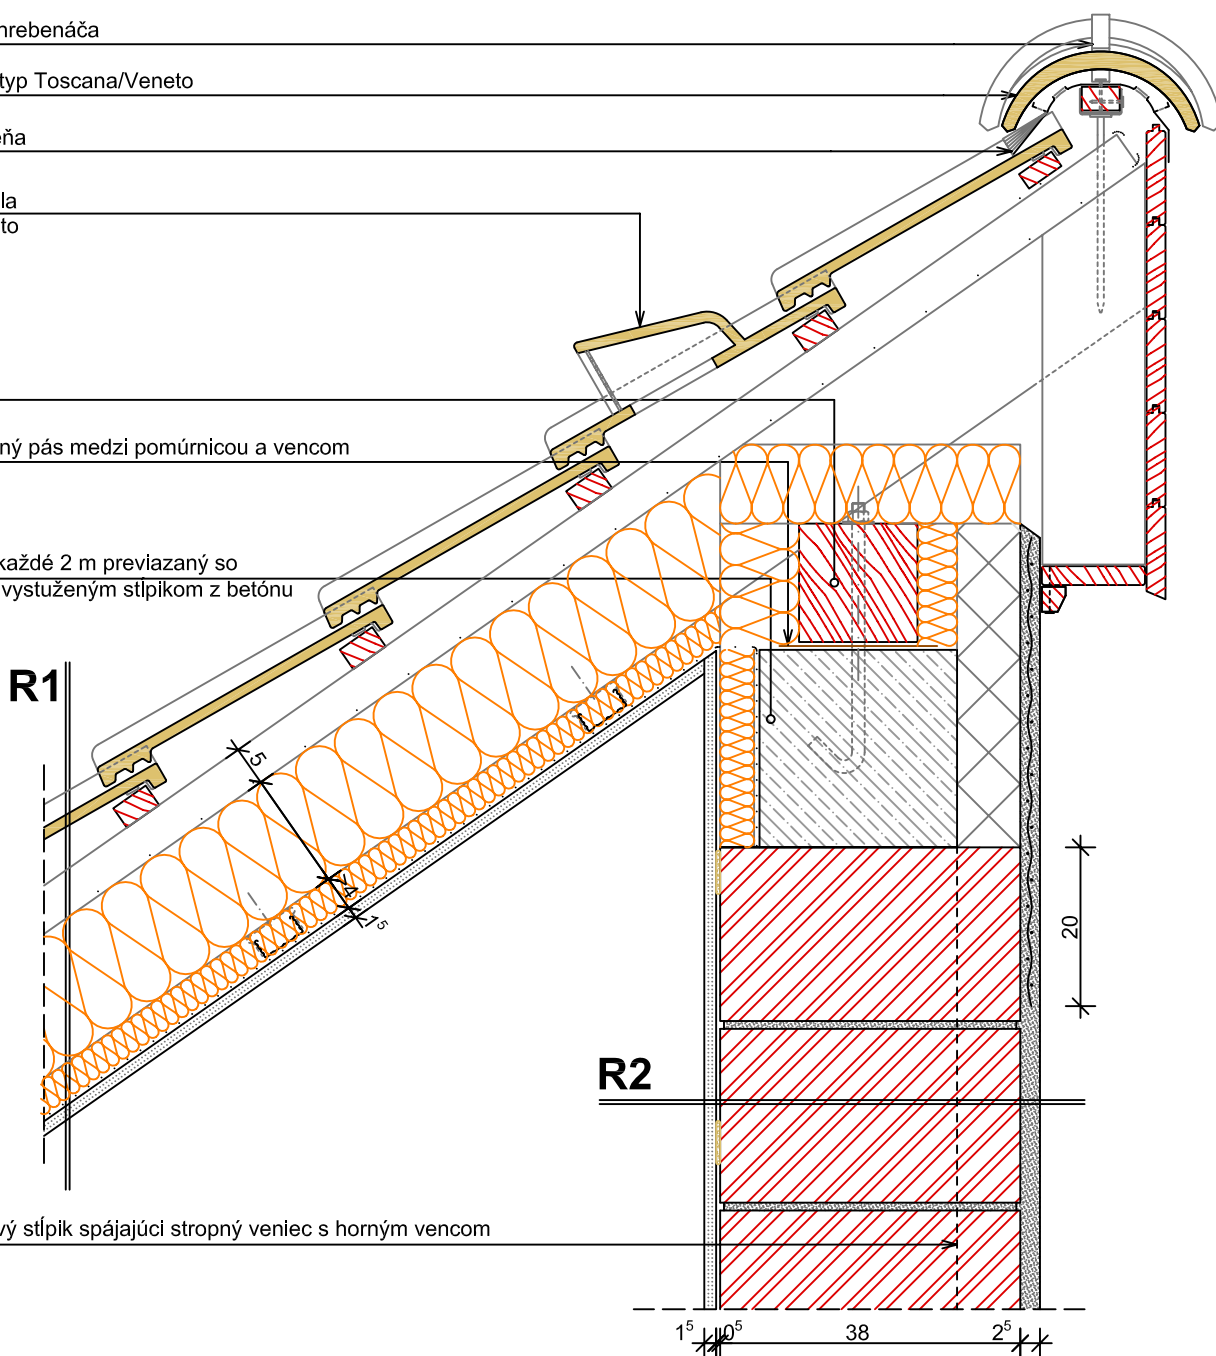 hrebenáča
typ Toscana/Veneto
eňa
la
to
ný pás medzi pomúrnicou a vencom
každé 2 m previazaný so
vystuženým stĺpikom z betónu
R1
5
4
1⁵
20
R2
vý stĺpik spájajúci stropný veniec s horným vencom
1⁵ 0⁵ 38 2⁵